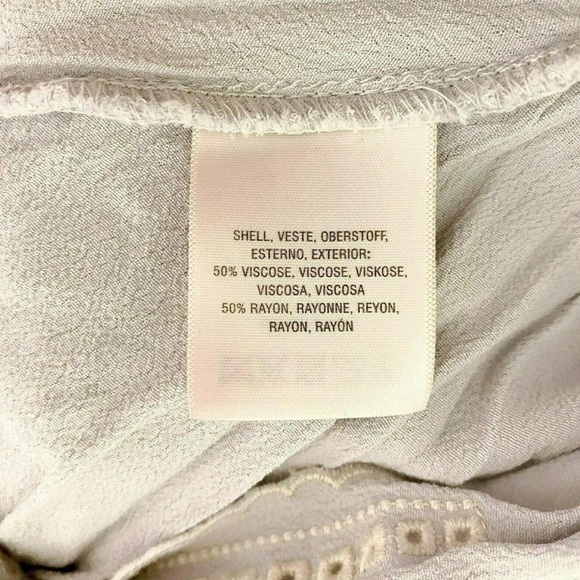 SHELL, VESTE, OBERSTOFF,
ESTERNO, EXTERIOR:
50% VISCOSE, VISCOSE, VISKOSE,
VISCOSA, VISCOSA
50% RAYON, RAYONNE, REYON,
RAYON, RAYÓN